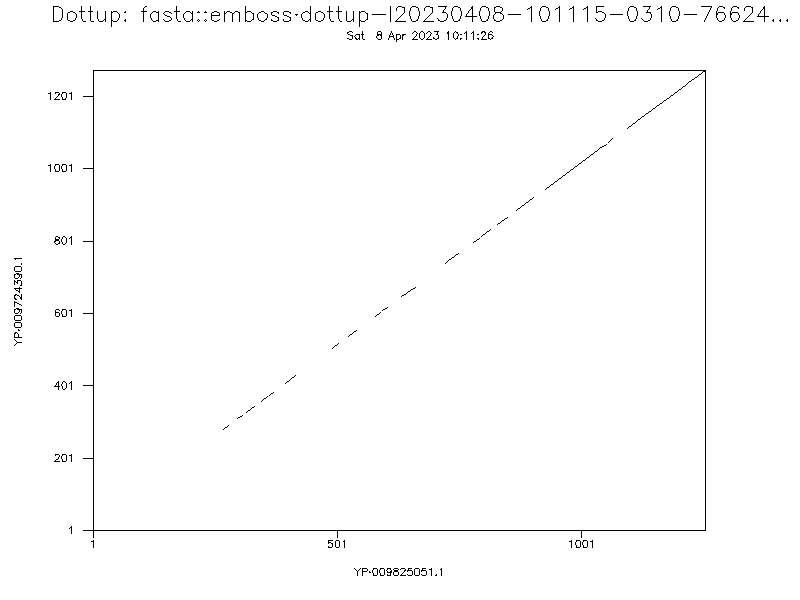 Dottup: fasta::emboss·dottup-I20230408-101115-0310-76624...
Sat 8 Apr 2023 10:11:26
1201
1001
801
601
401
201
1
YP·009724390.1
1 501 1001
YP·009825051.1